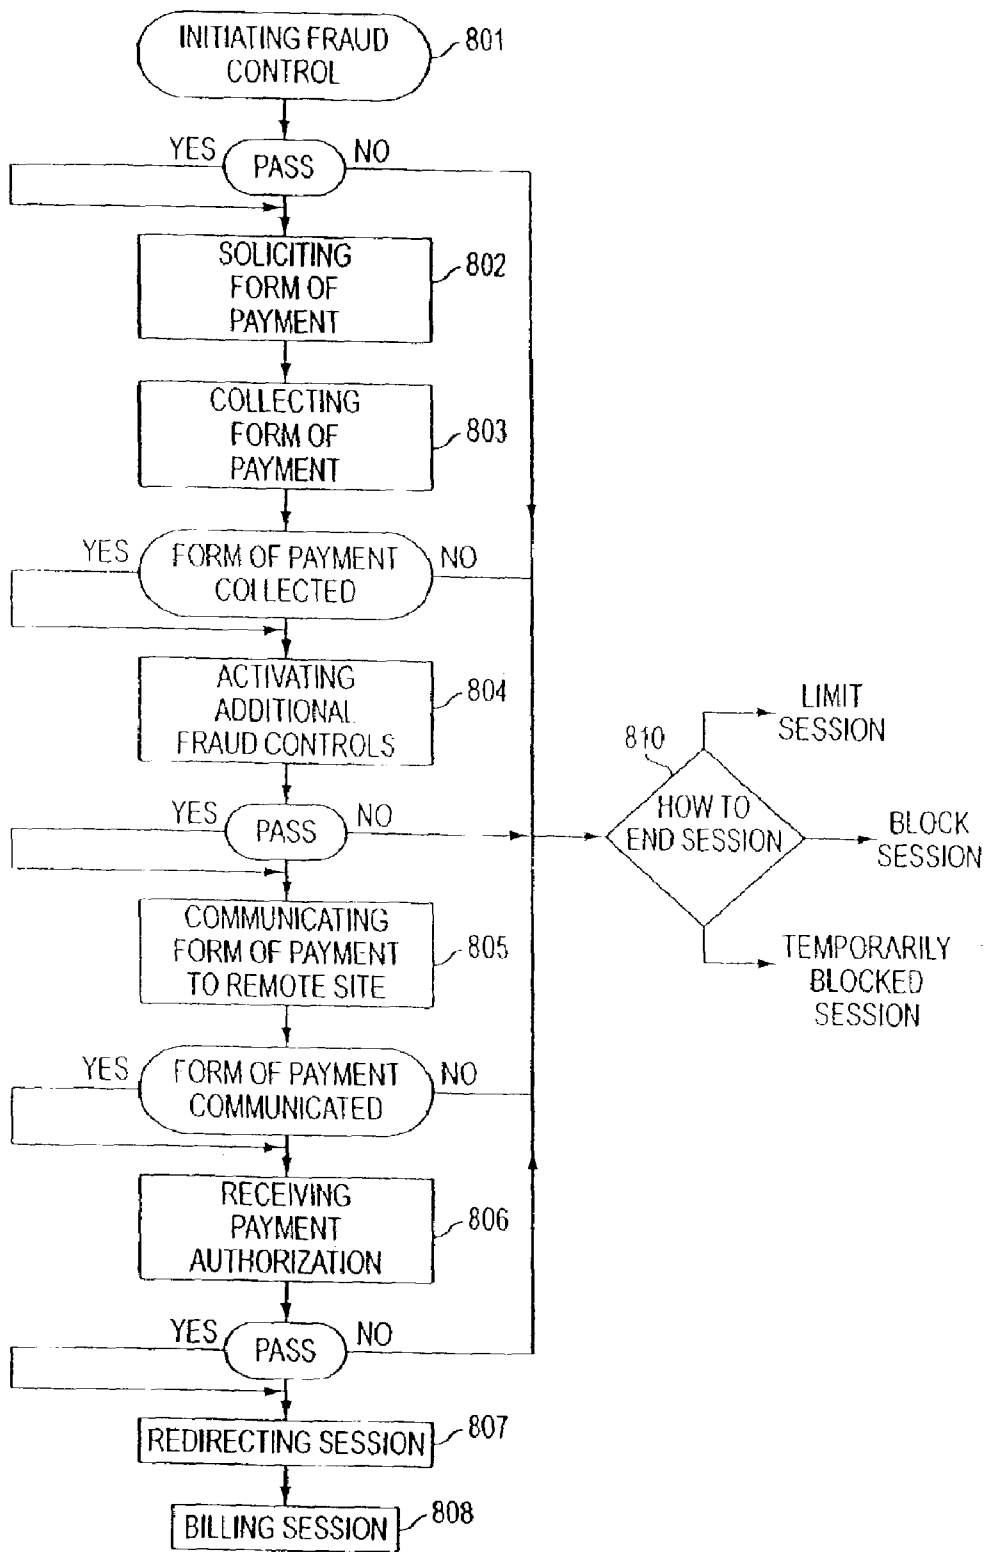 INITIATING FRAUD
CONTROL
801
YES
PASS
NO
SOLICITING
FORM OF
PAYMENT
802
COLLECTING
FORM OF
PAYMENT
803
YES
FORM OF PAYMENT
COLLECTED
NO
ACTIVATING
ADDITIONAL
FRAUD CONTROLS
804
YES
PASS
NO
810
HOW TO
END SESSION
LIMIT
SESSION
BLOCK
SESSION
TEMPORARILY
BLOCKED
SESSION
COMMUNICATING
FORM OF PAYMENT
TO REMOTE SITE
805
YES
FORM OF PAYMENT
COMMUNICATED
NO
RECEIVING
PAYMENT
AUTHORIZATION
806
YES
PASS
NO
REDIRECTING SESSION
807
BILLING SESSION
808